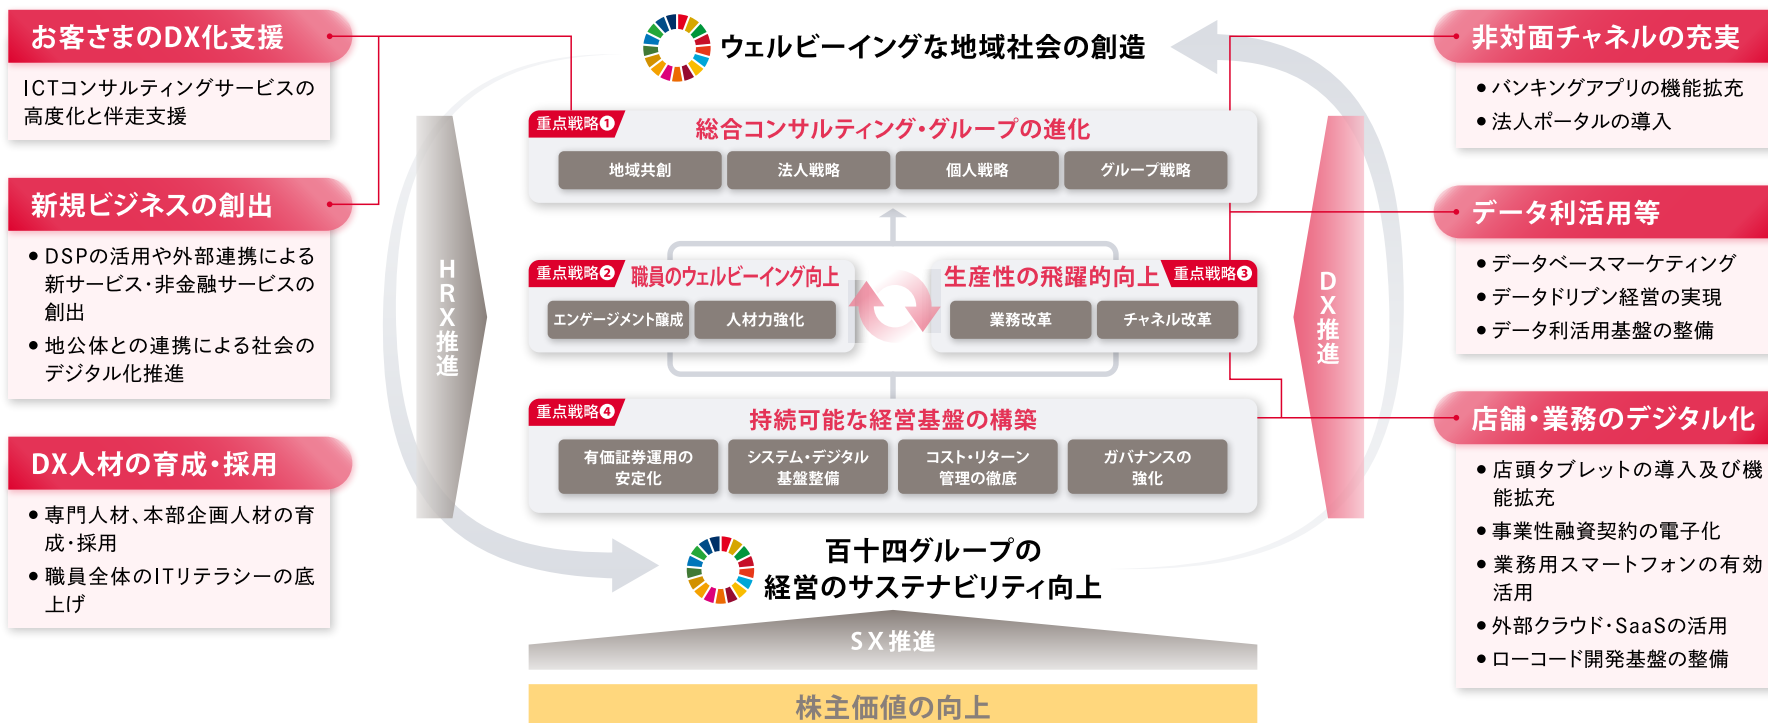 お客さまのDX化支援
ICTコンサルティングサービスの
高度化と伴走支援
新規ビジネスの創出
• DSPの活用や外部連携による
新サービス・非金融サービスの
創出
• 地公体との連携による社会の
デジタル化推進
DX人材の育成・採用
• 専門人材、本部企画人材の育
成・採用
• 職員全体のITリテラシーの底
上げ
HRX推進
ウェルビーイングな地域社会の創造
重点戦略❶
総合コンサルティング・グループの進化
地域共創
法人戦略
個人戦略
グループ戦略
重点戦略❷
職員のウェルビーイング向上
エンゲージメント醸成
人材力強化
生産性の飛躍的向上
重点戦略❸
業務改革
チャネル改革
重点戦略❹
持続可能な経営基盤の構築
有価証券運用の
安定化
システム・デジタル
基盤整備
コスト・リターン
管理の徹底
ガバナンスの
強化
百十四グループの
経営のサステナビリティ向上
SX推進
株主価値の向上
DX推進
非対面チャネルの充実
• バンキングアプリの機能拡充
• 法人ポータルの導入
データ利活用等
• データベースマーケティング
• データドリブン経営の実現
• データ利活用基盤の整備
店舗・業務のデジタル化
• 店頭タブレットの導入及び機
能拡充
• 事業性融資契約の電子化
• 業務用スマートフォンの有効
活用
• 外部クラウド・SaaSの活用
• ローコード開発基盤の整備